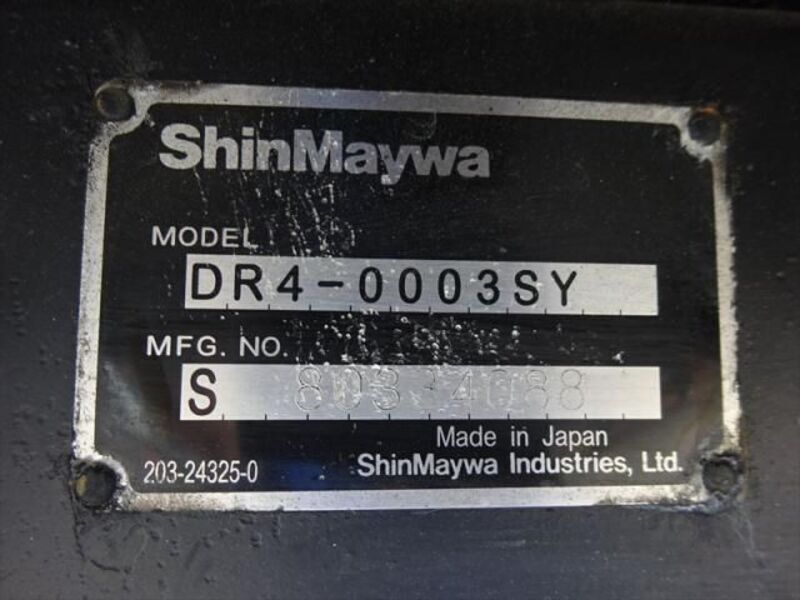 ShinMaywa
MODEL
DR4-0003SY
MFG. NO.
S
Made in Japan
203-24325-0
ShinMaywa Industries, Ltd.